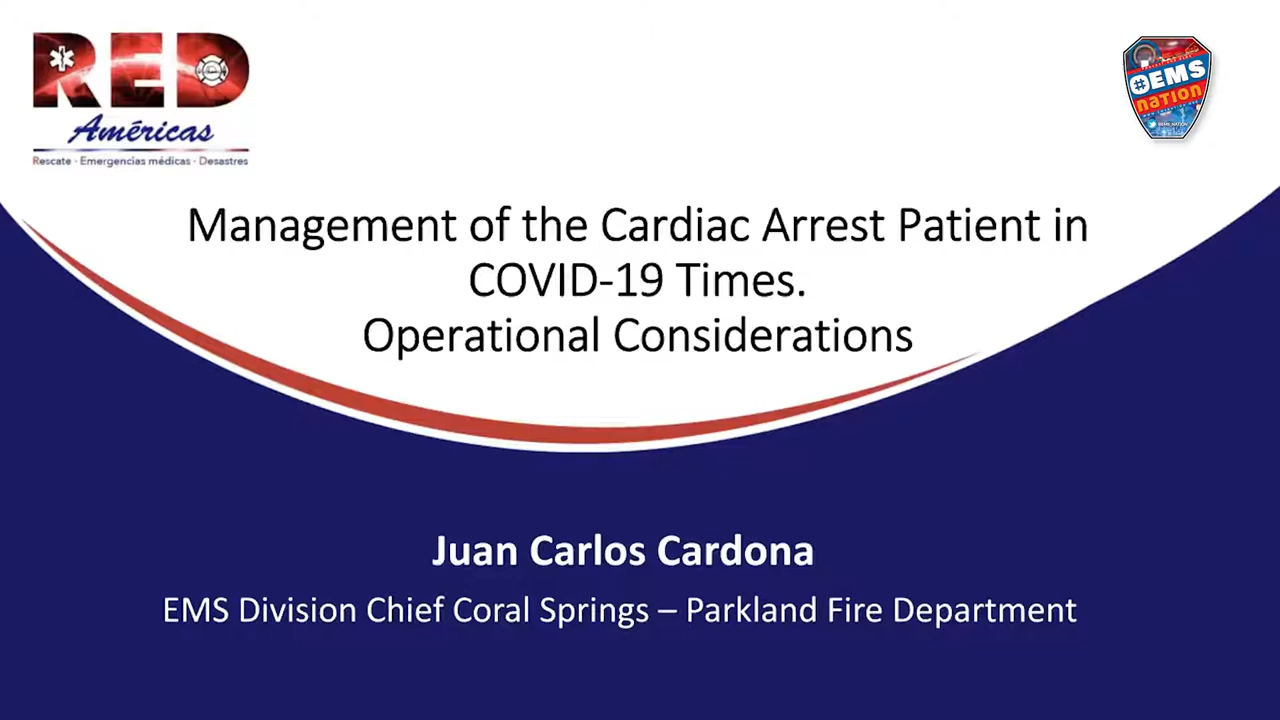 RED
Américas
Rescate - Emergencias médicas - Desastres
#EMS
nation
Management of the Cardiac Arrest Patient in
COVID-19 Times.
Operational Considerations
Juan Carlos Cardona
EMS Division Chief Coral Springs – Parkland Fire Department